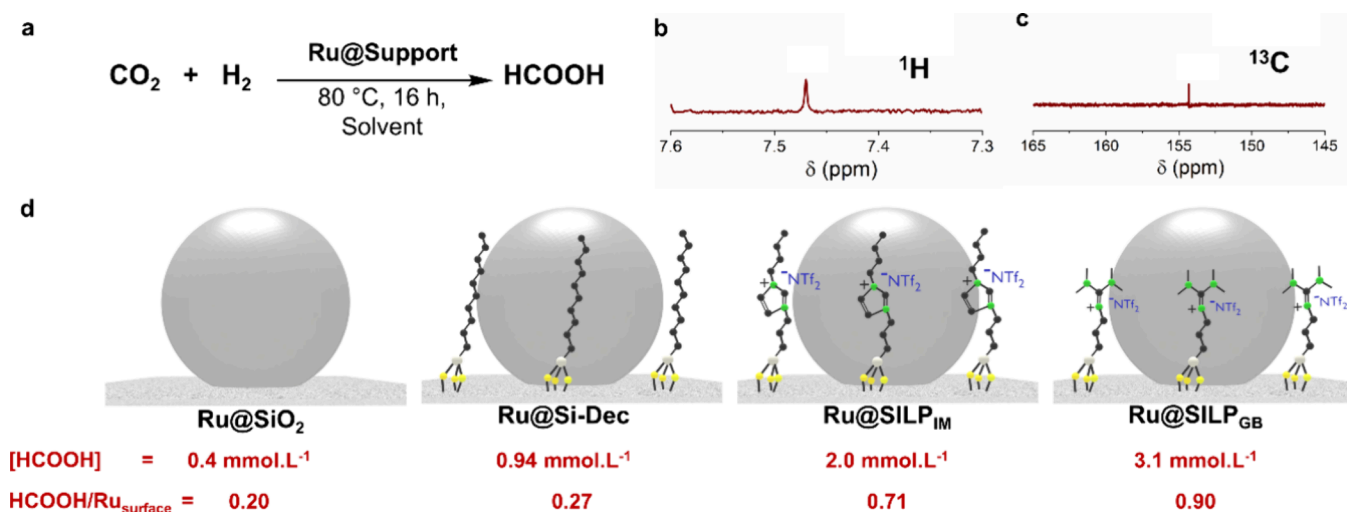 a
CO₂ + H₂ Ru@Support HCOOH
80 °C, 16 h,
Solvent
b
¹H
7.6 7.5 7.4 7.3
δ (ppm)
c
¹³C
165 160 155 150 145
δ (ppm)
d
+ ⁻NTf₂ + ⁻NTf₂ + ⁻NTf₂
+ ⁻NTf₂ + ⁻NTf₂ + ⁻NTf₂
Ru@SiO₂ Ru@Si-Dec Ru@SILP_IM Ru@SILP_GB
[HCOOH] = 0.4 mmol.L⁻¹ 0.94 mmol.L⁻¹ 2.0 mmol.L⁻¹ 3.1 mmol.L⁻¹
HCOOH/Ru_surface = 0.20 0.27 0.71 0.90